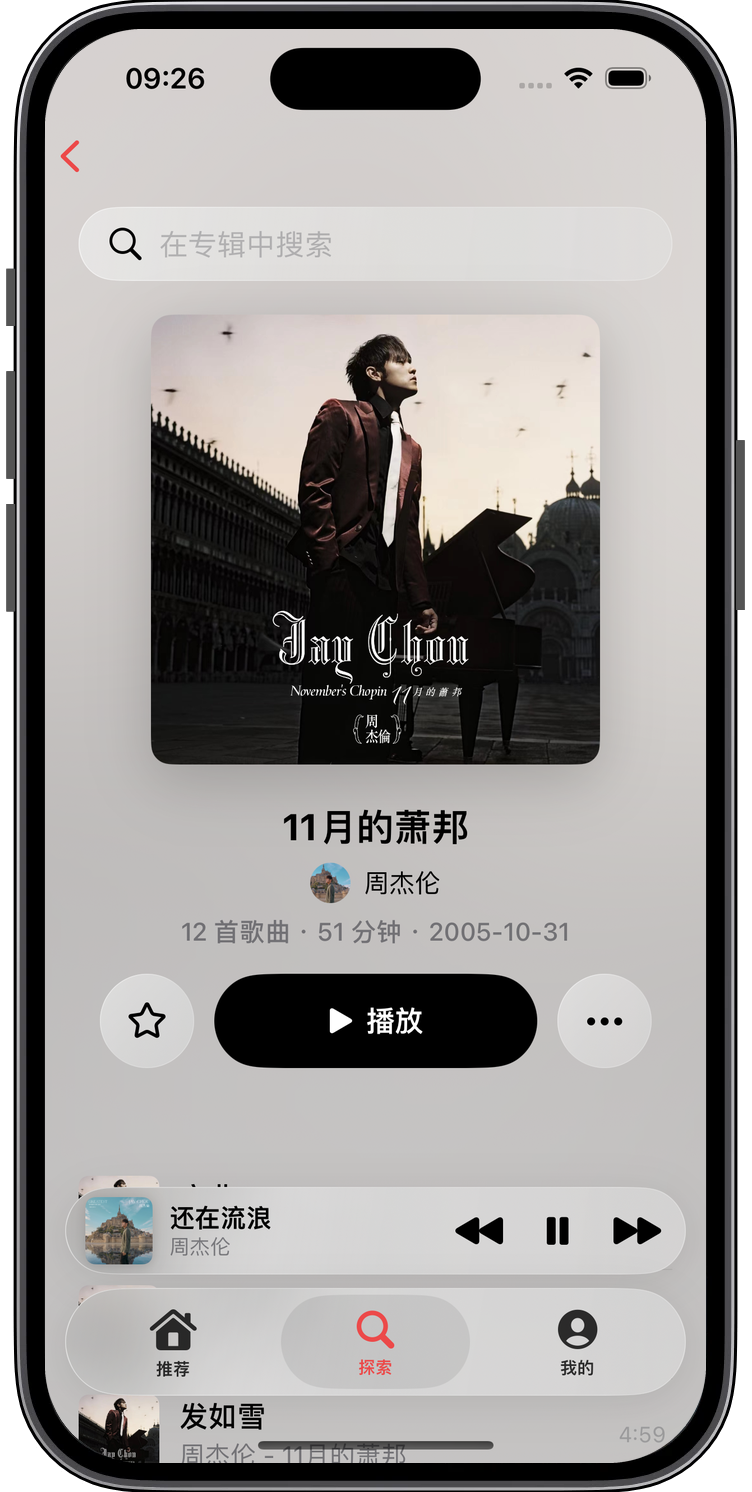 09:26
在专辑中搜索
Jay Chou
November's Chopin 11月的蕭邦
周
杰倫
11月的萧邦
周杰伦
12 首歌曲 · 51 分钟 · 2005-10-31
播放
还在流浪
周杰伦
推荐
探索
我的
发如雪
4:59
周杰伦 - 11月的萧邦
Jay Chou